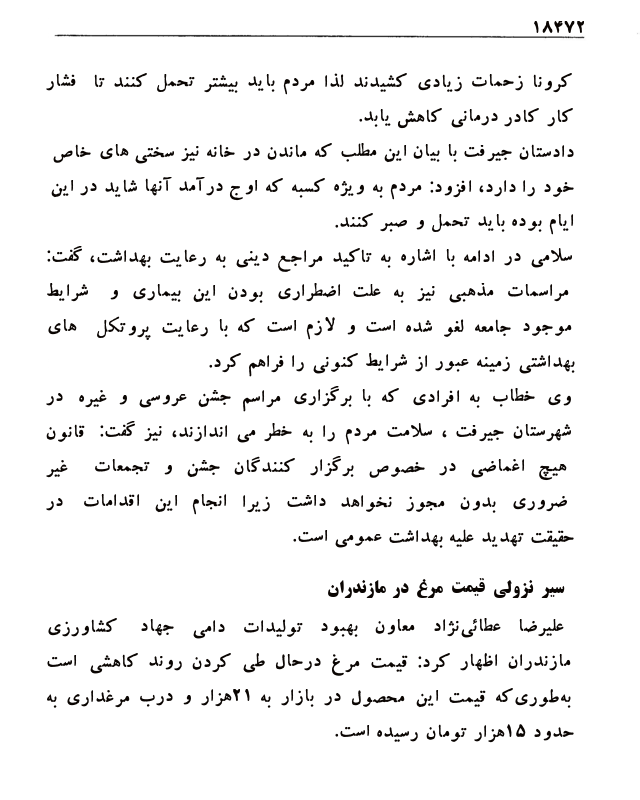 ۱۸۴۷۲
کرونا زحمات زیادی کشیدند لذا مردم باید بیشتر تحمل کنند تا فشار
کار کادر درمانی کاهش یابد.
دادستان جیرفت با بیان این مطلب که ماندن در خانه نیز سختی های خاص
خود را دارد، افزود: مردم به ویژه کسبه که اوج درآمد آنها شاید در این
ایام بوده باید تحمل و صبر کنند.
سلامی در ادامه با اشاره به تاکید مراجع دینی به رعایت بهداشت، گفت:
مراسمات مذهبی نیز به علت اضطراری بودن این بیماری و شرایط
موجود جامعه لغو شده است و لازم است که با رعایت پروتکل های
بهداشتی زمینه عبور از شرایط کنونی را فراهم کرد.
وی خطاب به افرادی که با برگزاری مراسم جشن عروسی و غیره در
شهرستان جیرفت ، سلامت مردم را به خطر می اندازند، نیز گفت: قانون
هیچ اغماضی در خصوص برگزار کنندگان جشن و تجمعات غیر
ضروری بدون مجوز نخواهد داشت زیرا انجام این اقدامات در
حقیقت تهدید علیه بهداشت عمومی است.
سیر نزولی قیمت مرغ در مازندران
علیرضا عطائی‌نژاد معاون بهبود تولیدات دامی جهاد کشاورزی
مازندران اظهار کرد: قیمت مرغ درحال طی کردن روند کاهشی است
به‌طوری‌که قیمت این محصول در بازار به ۲۱هزار و درب مرغداری به
حدود ۱۵هزار تومان رسیده است.